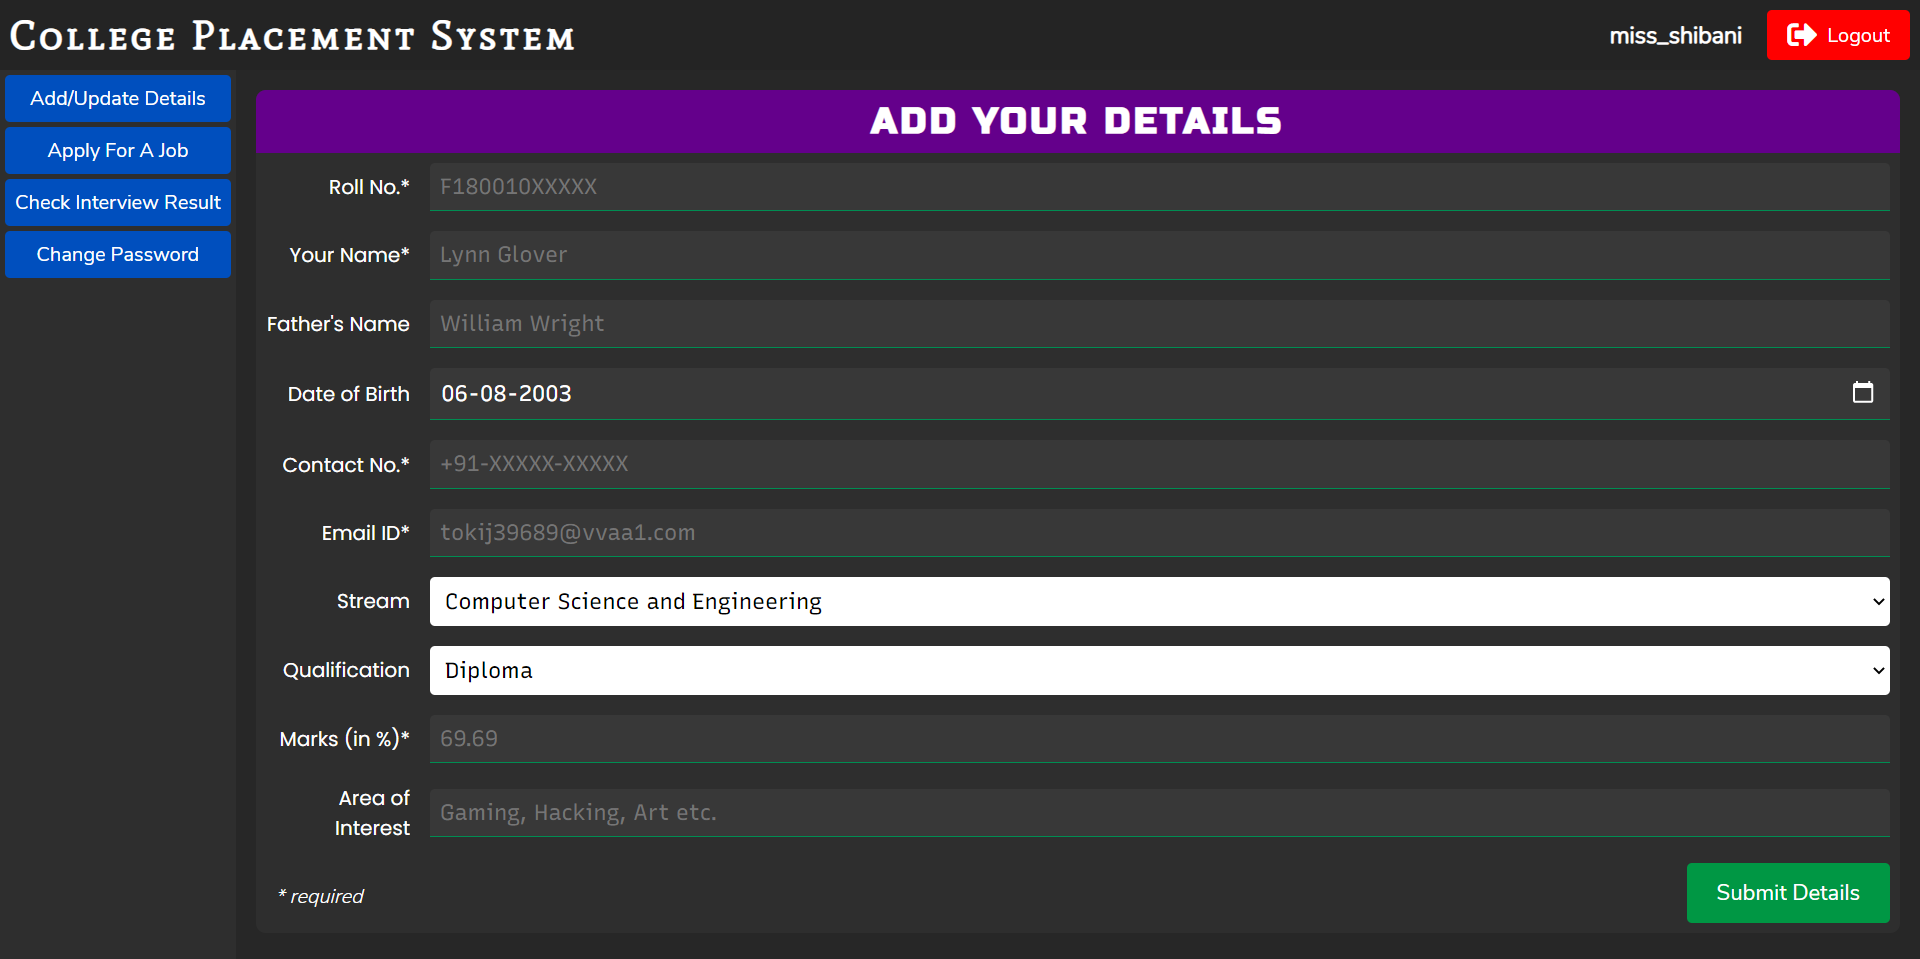 College Placement System
miss_shibani
Logout
Add/Update Details
Apply For A Job
Check Interview Result
Change Password
ADD YOUR DETAILS
Roll No.* F180010XXXXX
Your Name* Lynn Glover
Father's Name William Wright
Date of Birth 06-08-2003
Contact No.* +91-XXXXX-XXXXX
Email ID* tokij39689@vvaa1.com
Stream Computer Science and Engineering
Qualification Diploma
Marks (in %)* 69.69
Area of
Interest
Gaming, Hacking, Art etc.
* required
Submit Details